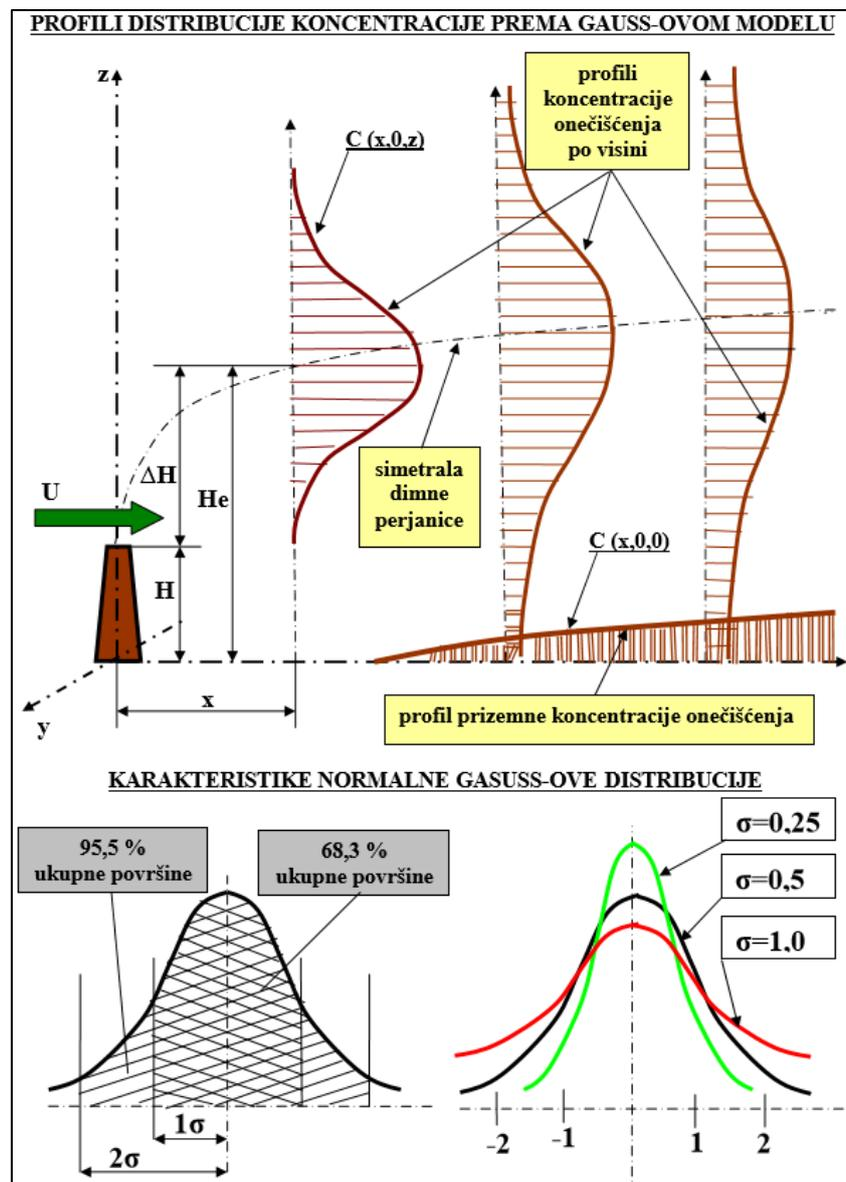 PROFILI DISTRIBUCIJE KONCENTRACIJE PREMA GAUSS-OVOM MODELU
z
C (x,0,z)
profili
koncentracije
onečišćenja
po visini
ΔH
He
U
H
simetrala
dimne
perjanice
C (x,0,0)
x
y
profil prizemne koncentracije onečišćenja
KARAKTERISTIKE NORMALNE GASUSS-OVE DISTRIBUCIJE
95,5 %
ukupne površine
68,3 %
ukupne površine
1σ
2σ
σ=0,25
σ=0,5
σ=1,0
-2
-1
1
2